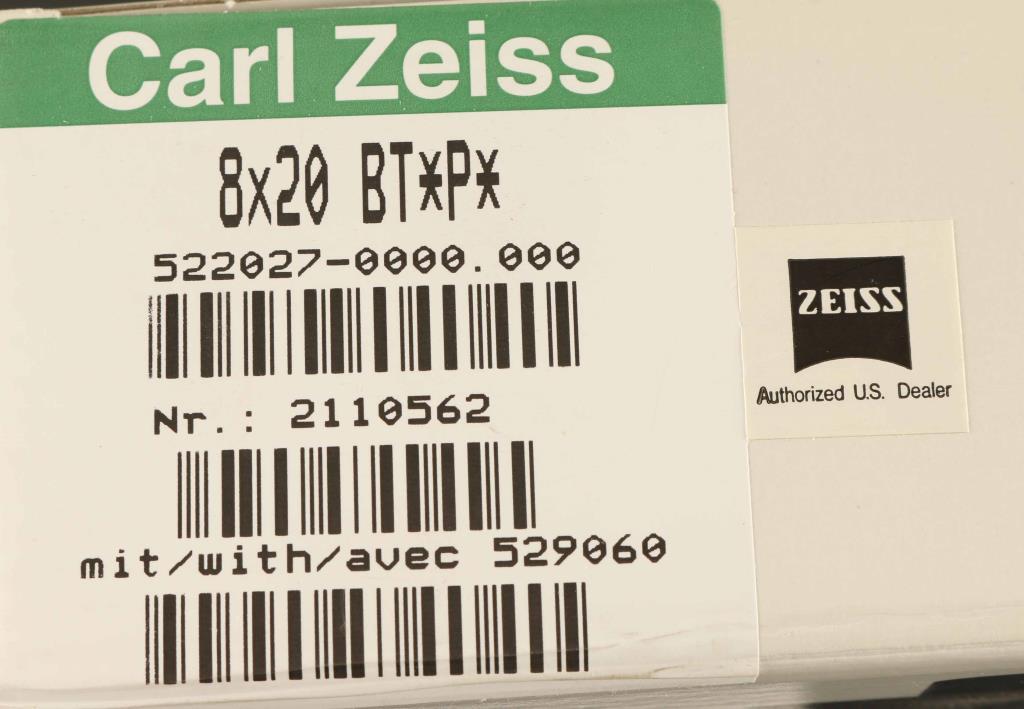 Carl Zeiss
8x20 BT*P*
522027-0000.000
Nr.: 2110562
mit/with/avec 529060
ZEISS
Authorized U.S. Dealer